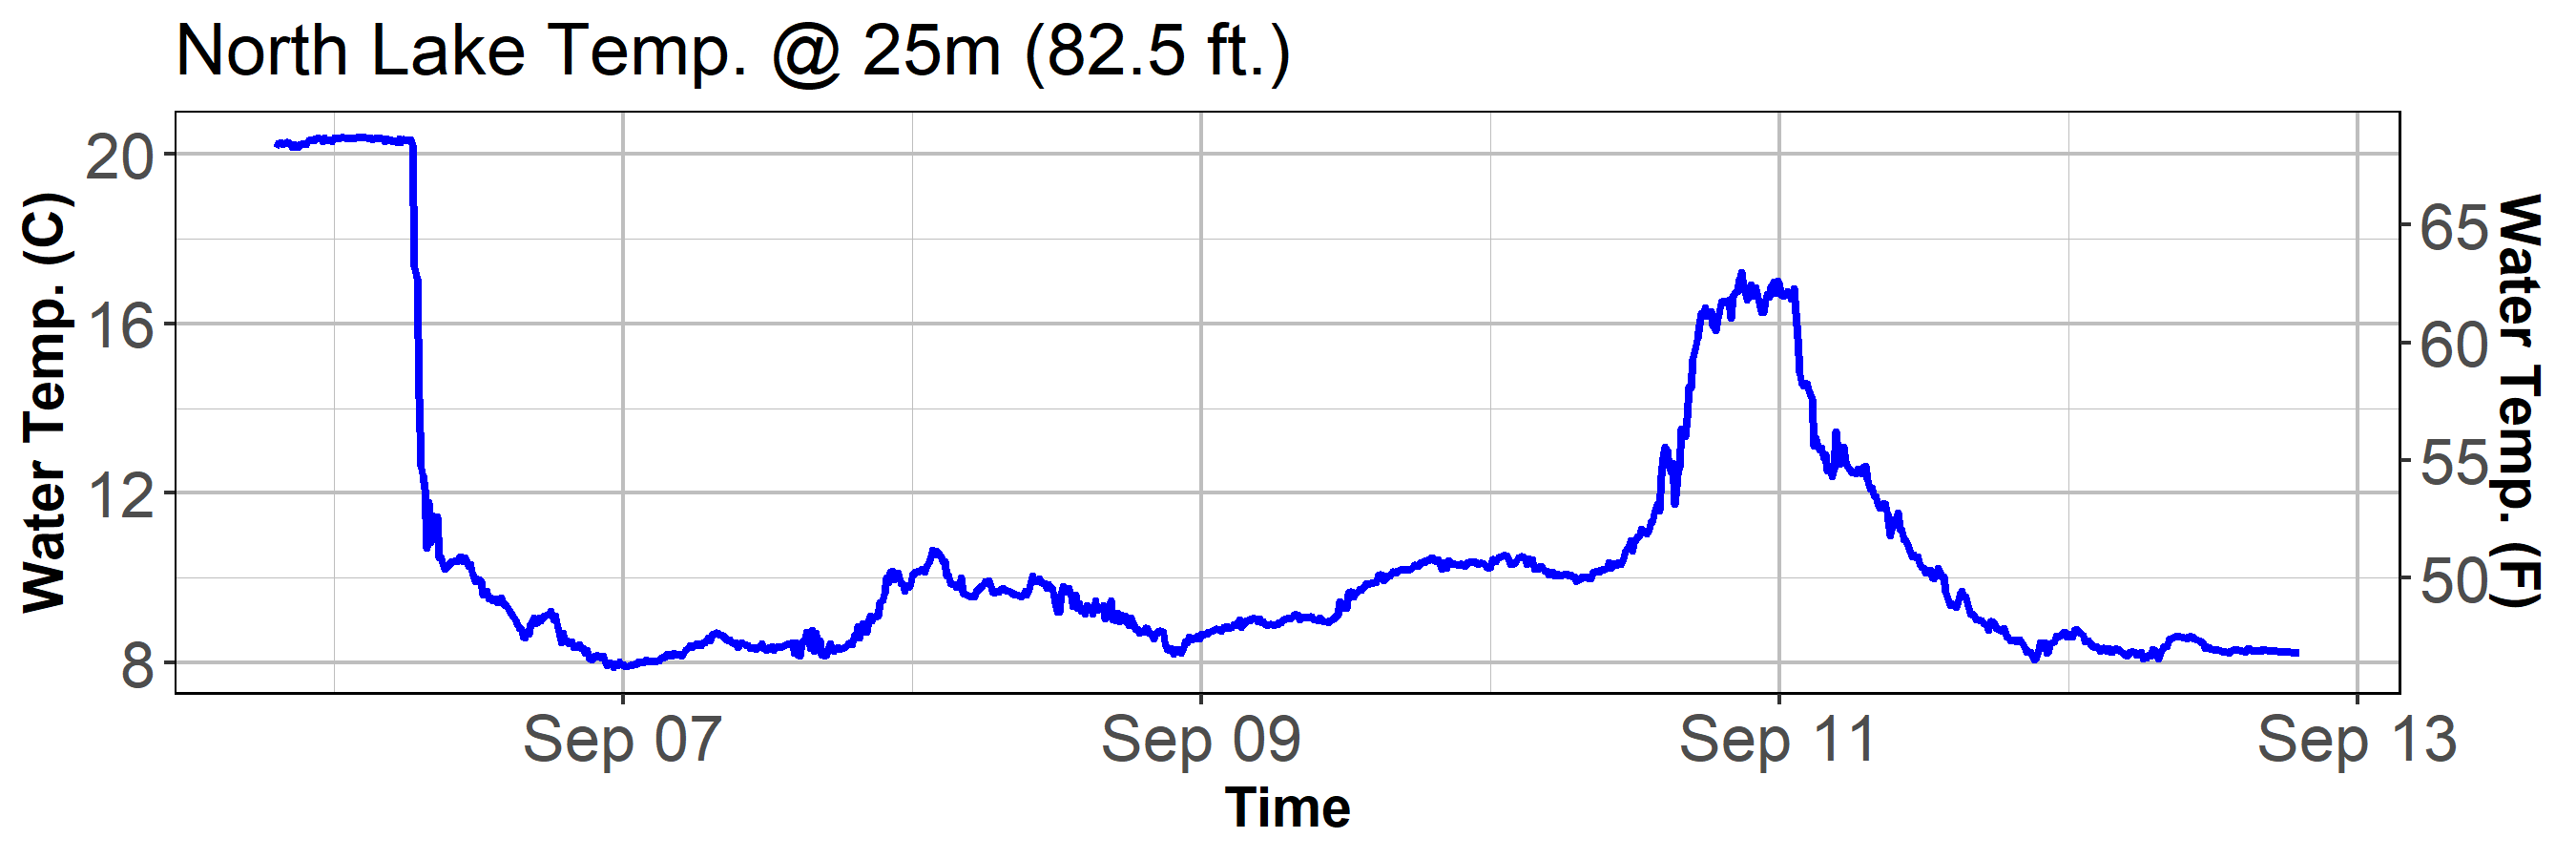 North Lake Temp. @ 25m (82.5 ft.)
Water Temp. (C)
20
16
12
8
65
60
55
50
Water Temp. (F)
Sep 07 Sep 09 Sep 11 Sep 13
Time